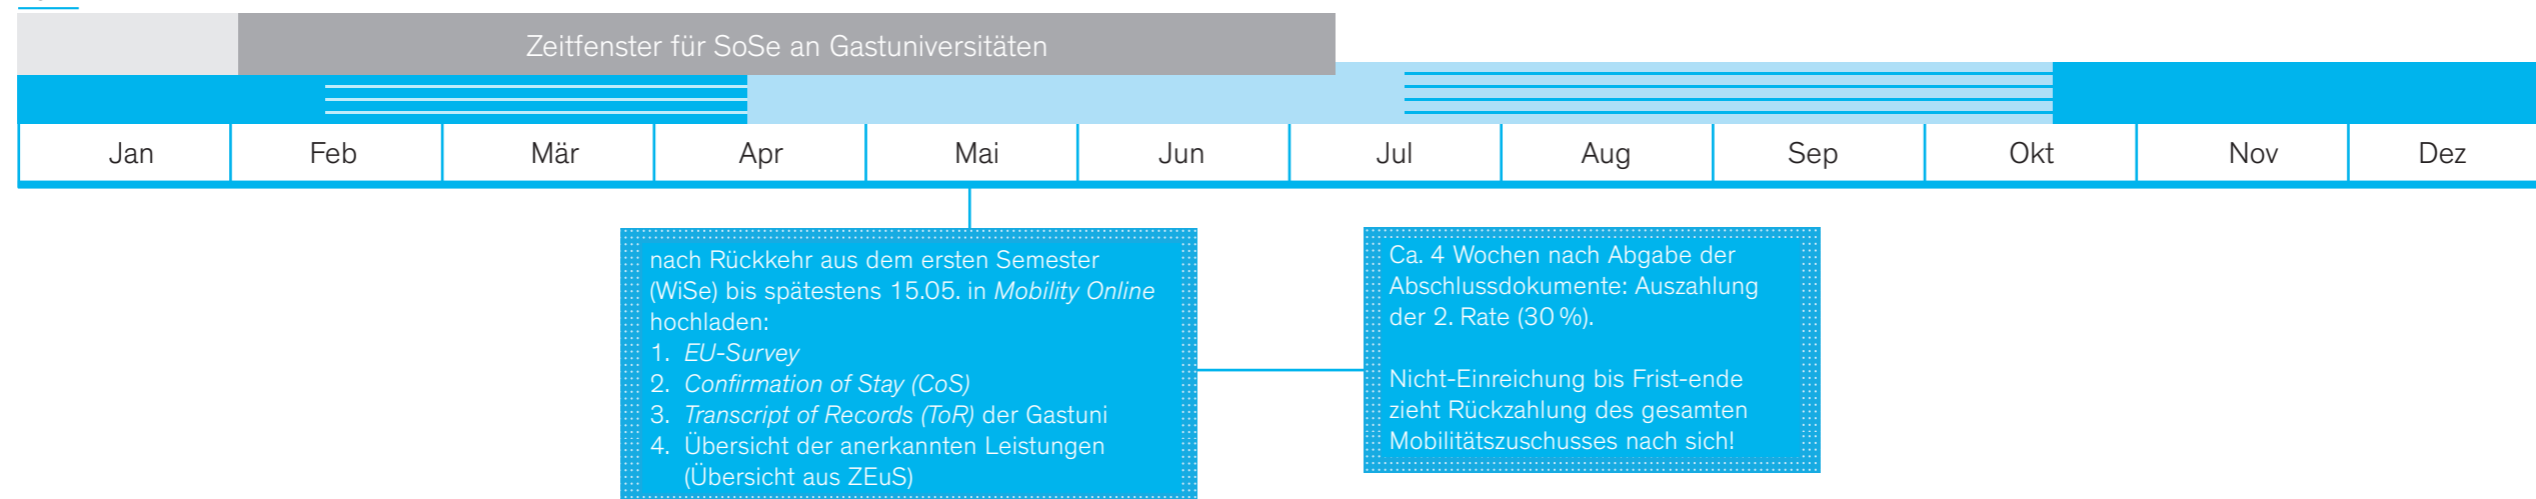 Zeitfenster für SoSe an Gastuniversitäten
Jan Feb Mär Apr Mai Jun Jul Aug Sep Okt Nov Dez
nach Rückkehr aus dem ersten Semester
(WiSe) bis spätestens 15.05. in Mobility Online
hochladen:
1. EU-Survey
2. Confirmation of Stay (CoS)
3. Transcript of Records (ToR) der Gastuni
4. Übersicht der anerkannten Leistungen
(Übersicht aus ZEuS)
Ca. 4 Wochen nach Abgabe der
Abschlussdokumente: Auszahlung
der 2. Rate (30 %).
Nicht-Einreichung bis Frist-ende
zieht Rückzahlung des gesamten
Mobilitätszuschusses nach sich!